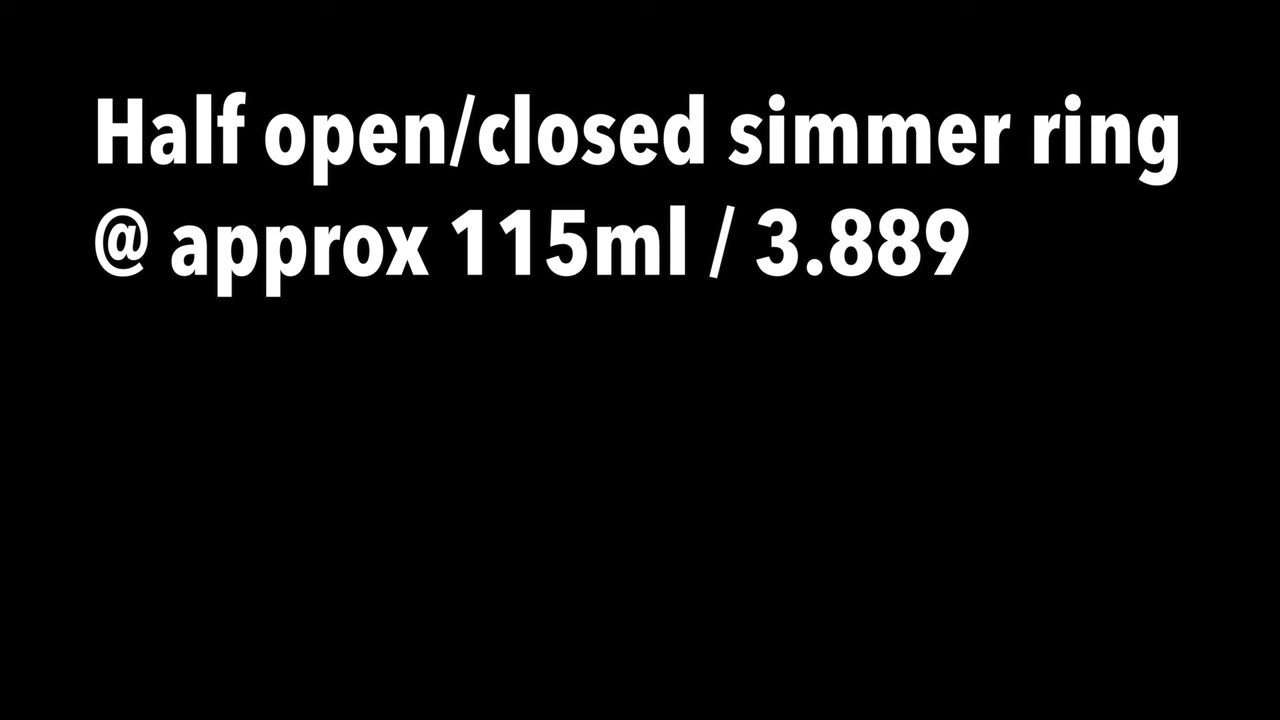 Half open/closed simmer ring
@ approx 115ml / 3.889